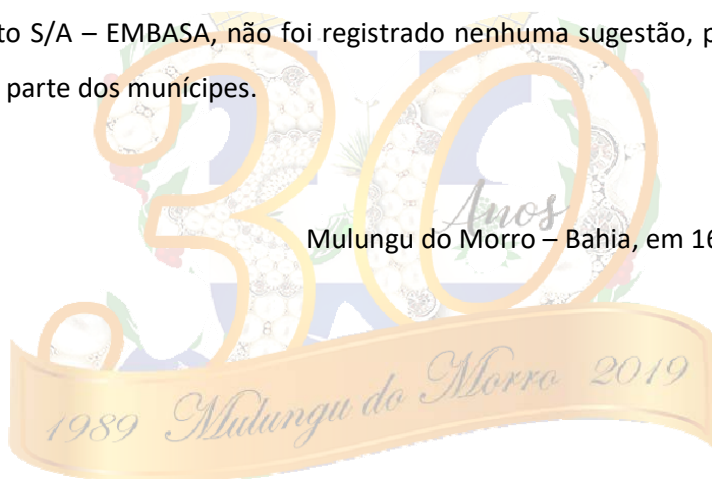 to S/A – EMBASA, não foi registrado nenhuma sugestão, p
parte dos munícipes.
30
Anos
Mulungu do Morro – Bahia, em 16
1989 Mulungu do Morro 2019